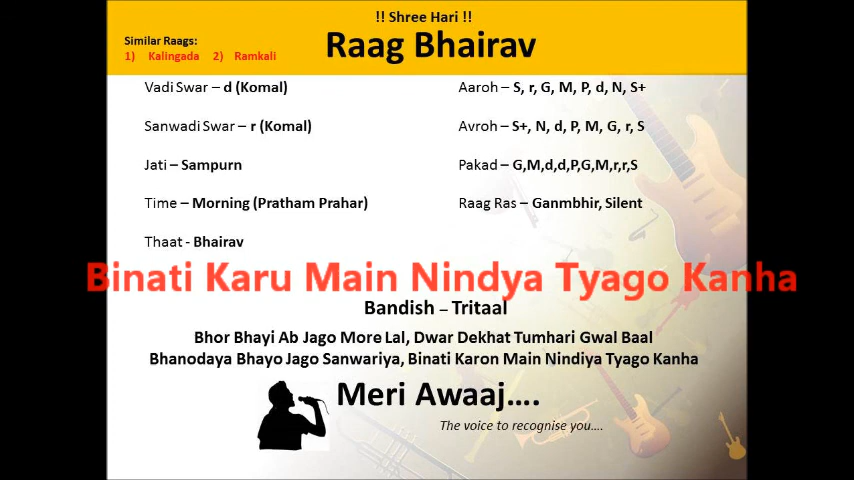 !! Shree Hari !!
Similar Raags:
Raag Bhairav
1) Kalingada 2) Ramkali
Vadi Swar – d (Komal)
Aaroh – S, r, G, M, P, d, N, S+
Sanwadi Swar – r (Komal)
Avroh – S+, N, d, P, M, G, r, S
Jati – Sampurn
Pakad – G,M,d,d,P,G,M,r,r,S
Time – Morning (Pratham Prahar)
Raag Ras – Ganmbhir, Silent
Thaat - Bhairav
Binati Karu Main Nindya Tyago Kanha
Bandish – Tritaal
Bhor Bhayi Ab Jago More Lal, Dwar Dekhat Tumhari Gwal Baal
Bhanodaya Bhayo Jago Sanwariya, Binati Karon Main Nindiya Tyago Kanha
Meri Awaaj....
The voice to recognise you....